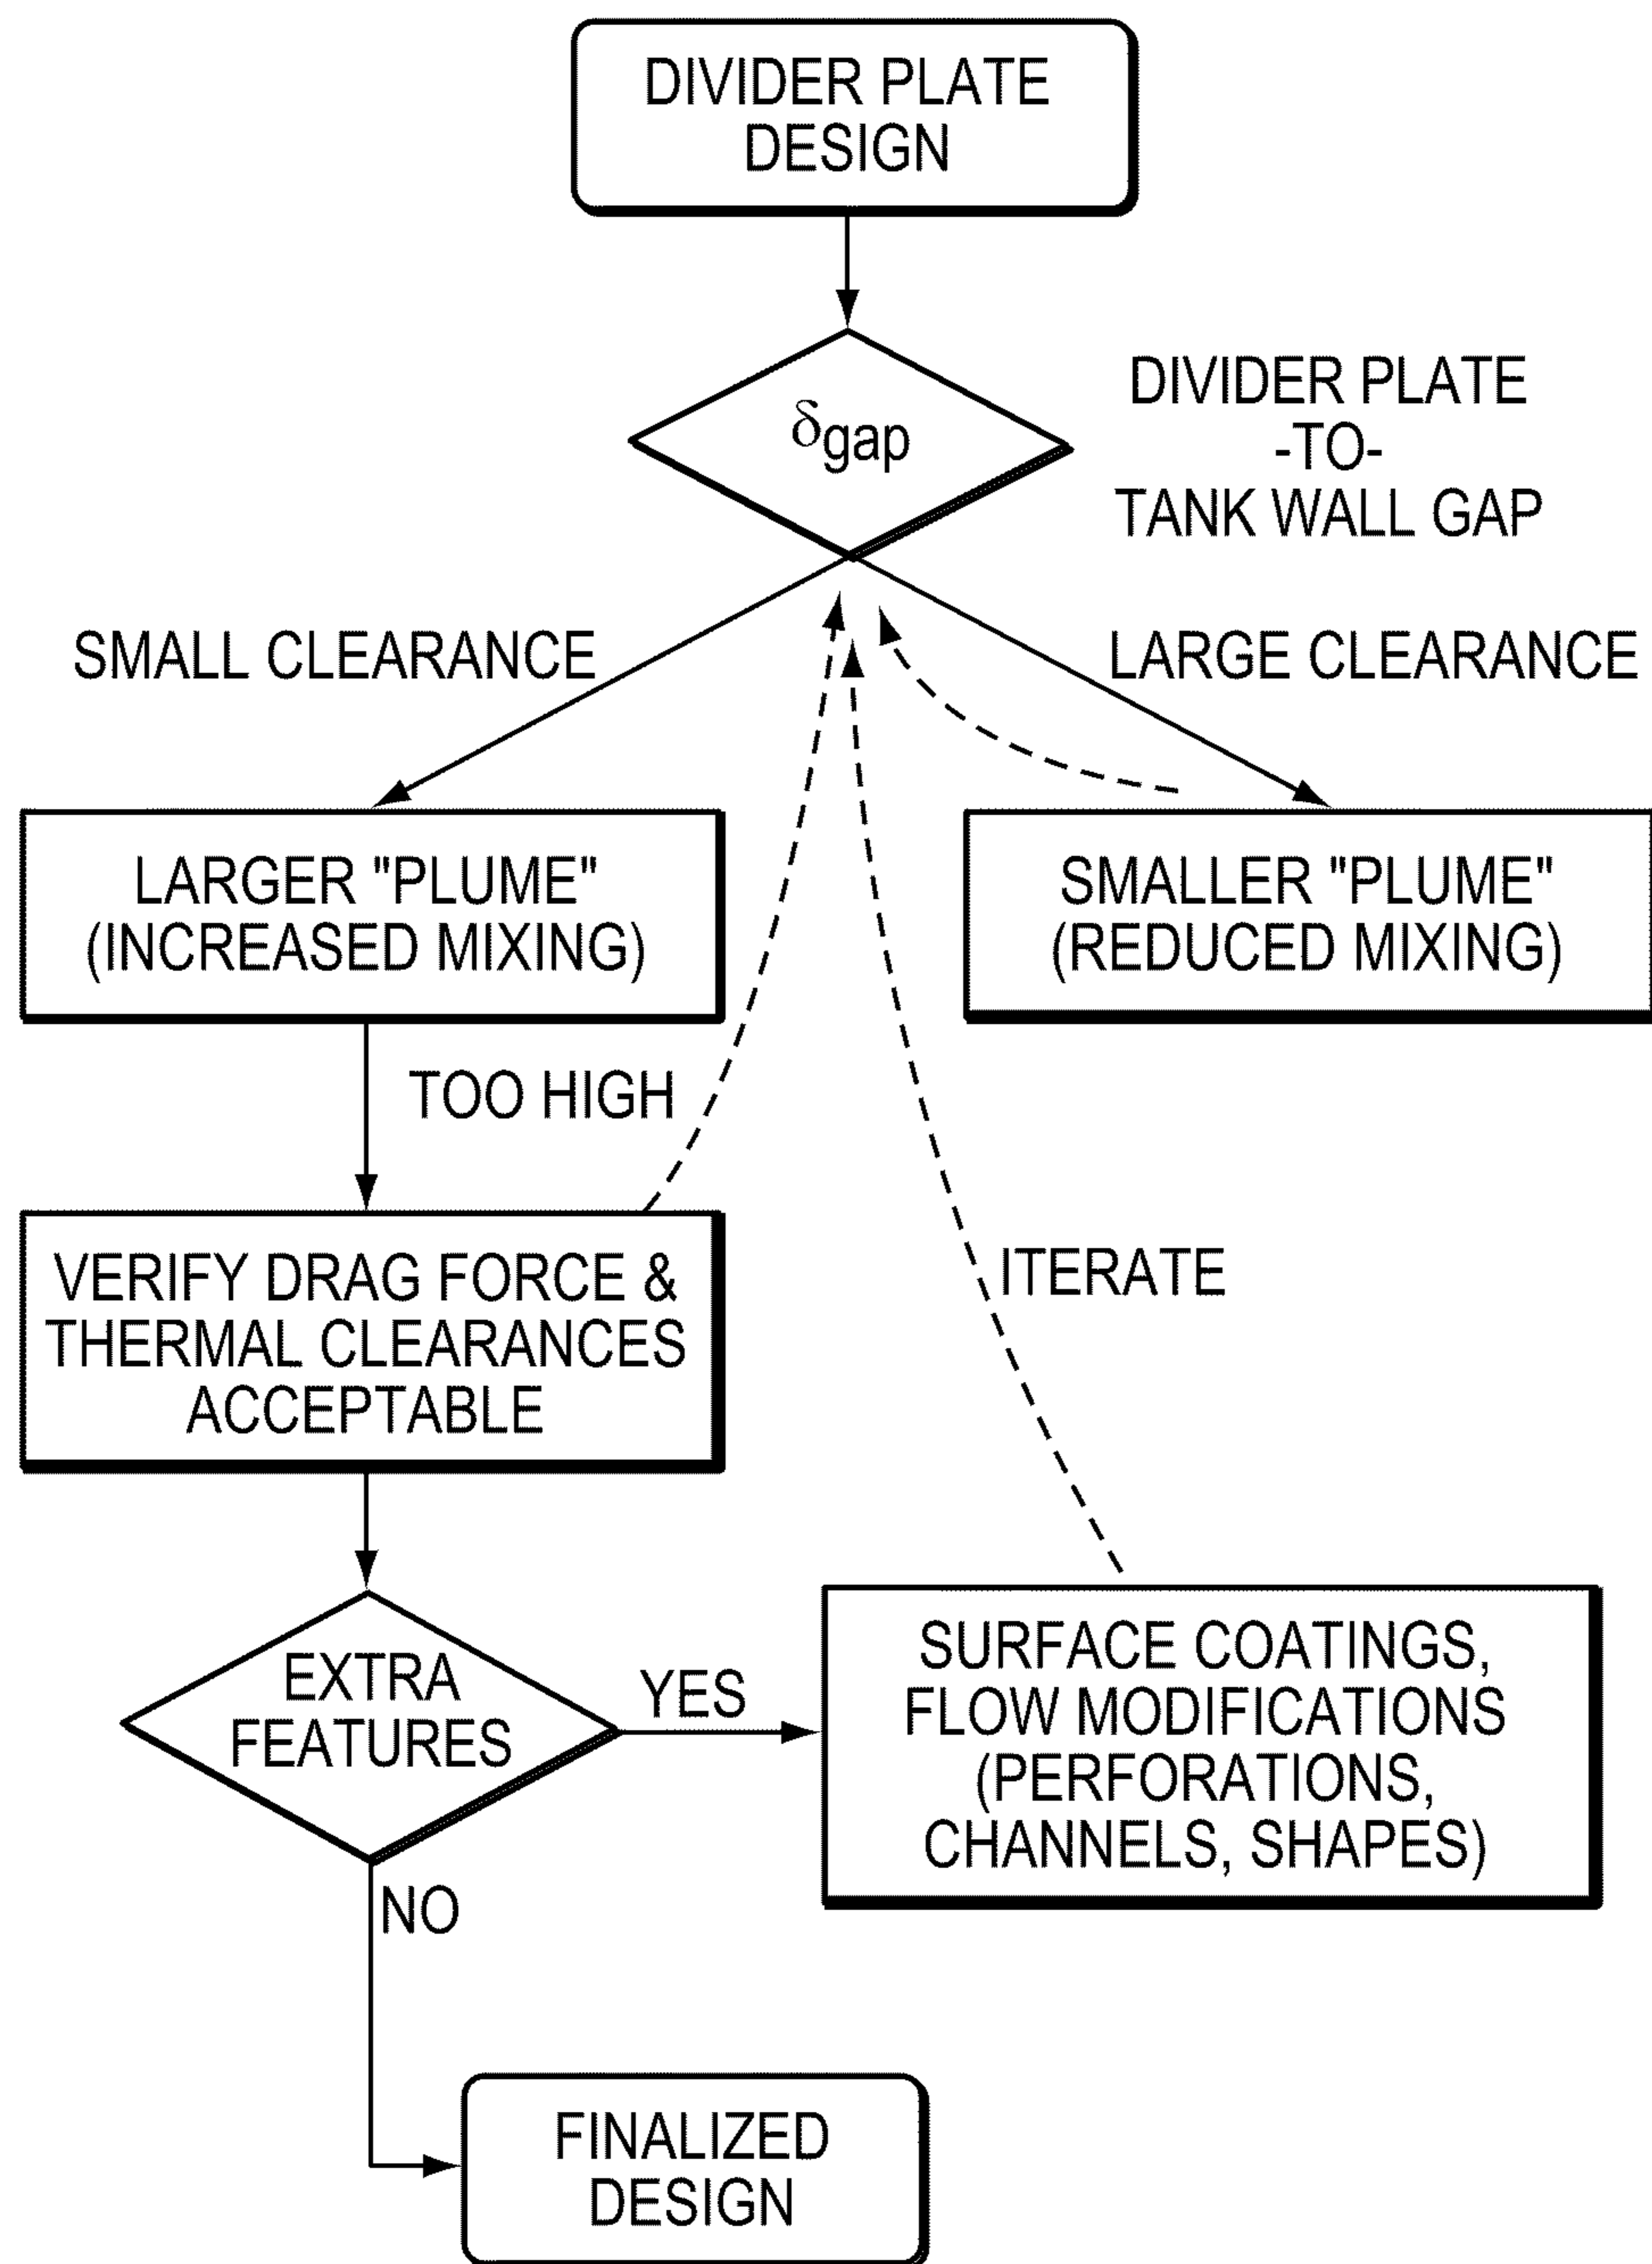 DIVIDER PLATE
DESIGN
δgap
DIVIDER PLATE
-TO-
TANK WALL GAP
SMALL CLEARANCE
LARGE CLEARANCE
LARGER "PLUME"
(INCREASED MIXING)
SMALLER "PLUME"
(REDUCED MIXING)
TOO HIGH
VERIFY DRAG FORCE &
THERMAL CLEARANCES
ACCEPTABLE
ITERATE
EXTRA
FEATURES
YES
SURFACE COATINGS,
FLOW MODIFICATIONS
(PERFORATIONS,
CHANNELS, SHAPES)
NO
FINALIZED
DESIGN